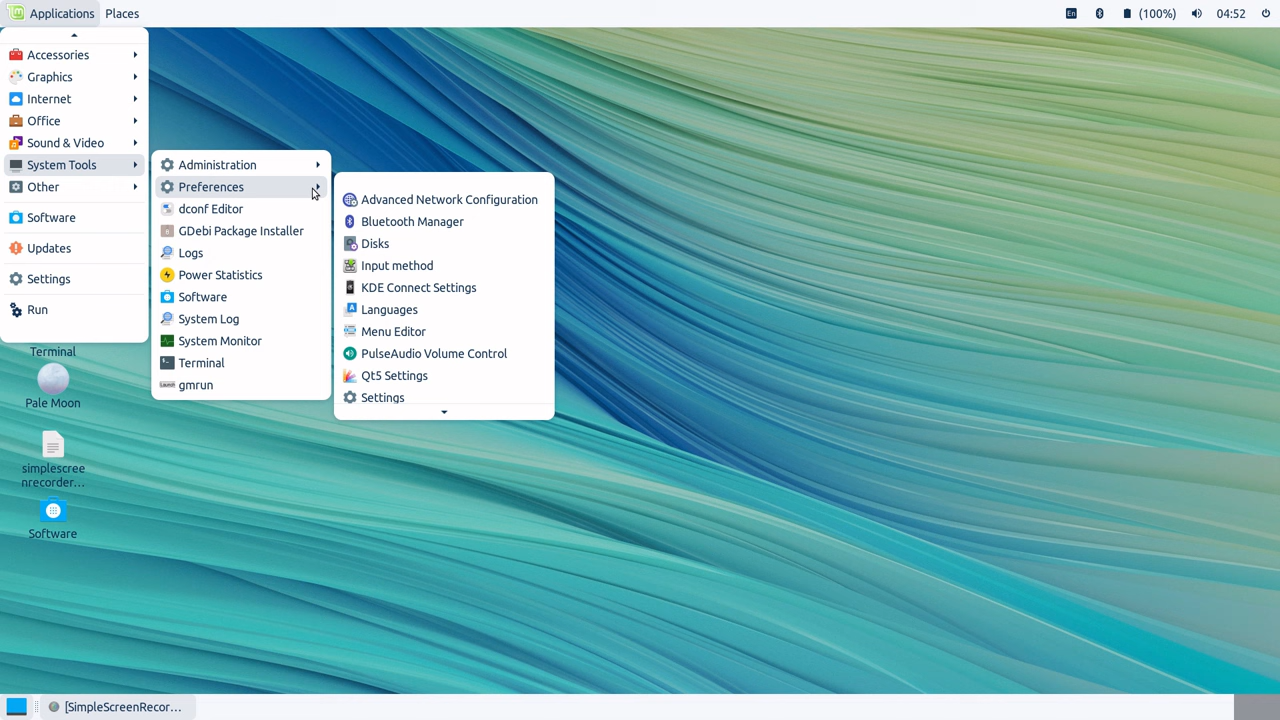 Applications
Places
En
(100%)
04:52
Accessories
Graphics
Internet
Office
Sound & Video
System Tools
Other
Software
Updates
Settings
Run
Administration
Preferences
dconf Editor
GDebi Package Installer
Logs
Power Statistics
Software
System Log
System Monitor
Terminal
gmrun
Advanced Network Configuration
Bluetooth Manager
Disks
Input method
KDE Connect Settings
Languages
Menu Editor
PulseAudio Volume Control
Qt5 Settings
Settings
Terminal
Pale Moon
simplescree
nrecorder...
Software
[SimpleScreenRecor...